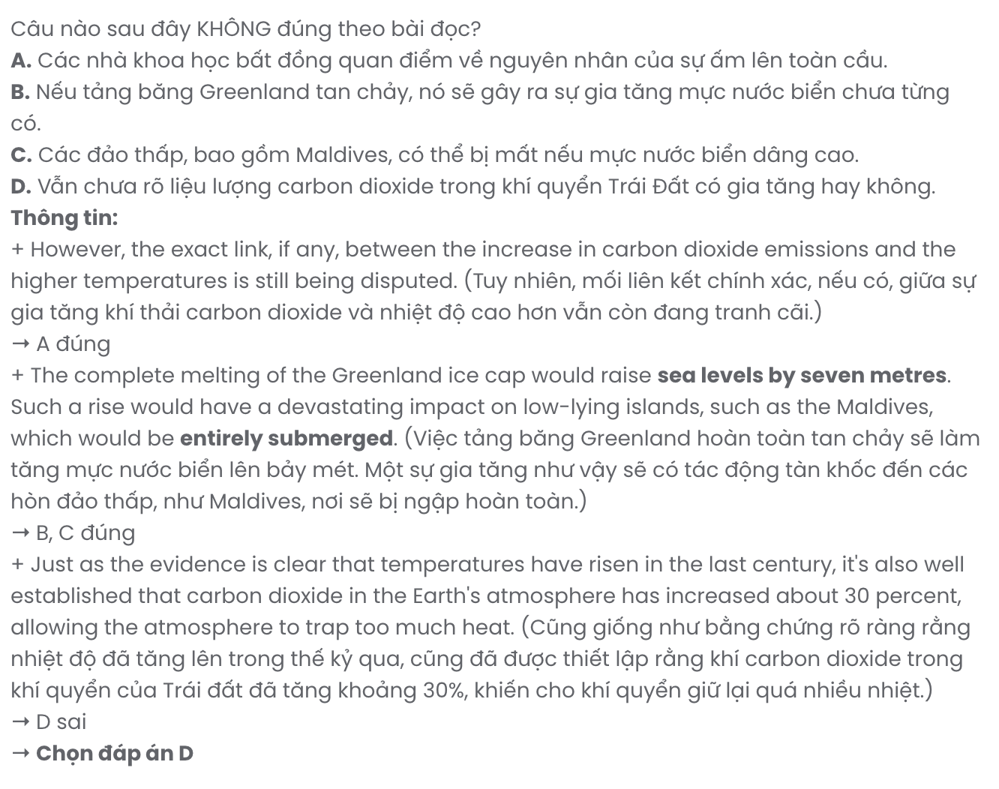 Câu nào sau đây KHÔNG đúng theo bài đọc?
A. Các nhà khoa học bất đồng quan điểm về nguyên nhân của sự ấm lên toàn cầu.
B. Nếu tảng băng Greenland tan chảy, nó sẽ gây ra sự gia tăng mực nước biển chưa từng
có.
C. Các đảo thấp, bao gồm Maldives, có thể bị mất nếu mực nước biển dâng cao.
D. Vẫn chưa rõ liệu lượng carbon dioxide trong khí quyển Trái Đất có gia tăng hay không.
Thông tin:
+ However, the exact link, if any, between the increase in carbon dioxide emissions and the
higher temperatures is still being disputed. (Tuy nhiên, mối liên kết chính xác, nếu có, giữa sự
gia tăng khí thải carbon dioxide và nhiệt độ cao hơn vẫn còn đang tranh cãi.)
→ A đúng
+ The complete melting of the Greenland ice cap would raise sea levels by seven metres.
Such a rise would have a devastating impact on low-lying islands, such as the Maldives,
which would be entirely submerged. (Việc tảng băng Greenland hoàn toàn tan chảy sẽ làm
tăng mực nước biển lên bảy mét. Một sự gia tăng như vậy sẽ có tác động tàn khốc đến các
hòn đảo thấp, như Maldives, nơi sẽ bị ngập hoàn toàn.)
→ B, C đúng
+ Just as the evidence is clear that temperatures have risen in the last century, it's also well
established that carbon dioxide in the Earth's atmosphere has increased about 30 percent,
allowing the atmosphere to trap too much heat. (Cũng giống như bằng chứng rõ ràng rằng
nhiệt độ đã tăng lên trong thế kỷ qua, cũng đã được thiết lập rằng khí carbon dioxide trong
khí quyển của Trái đất đã tăng khoảng 30%, khiến cho khí quyển giữ lại quá nhiều nhiệt.)
→ D sai
→ Chọn đáp án D